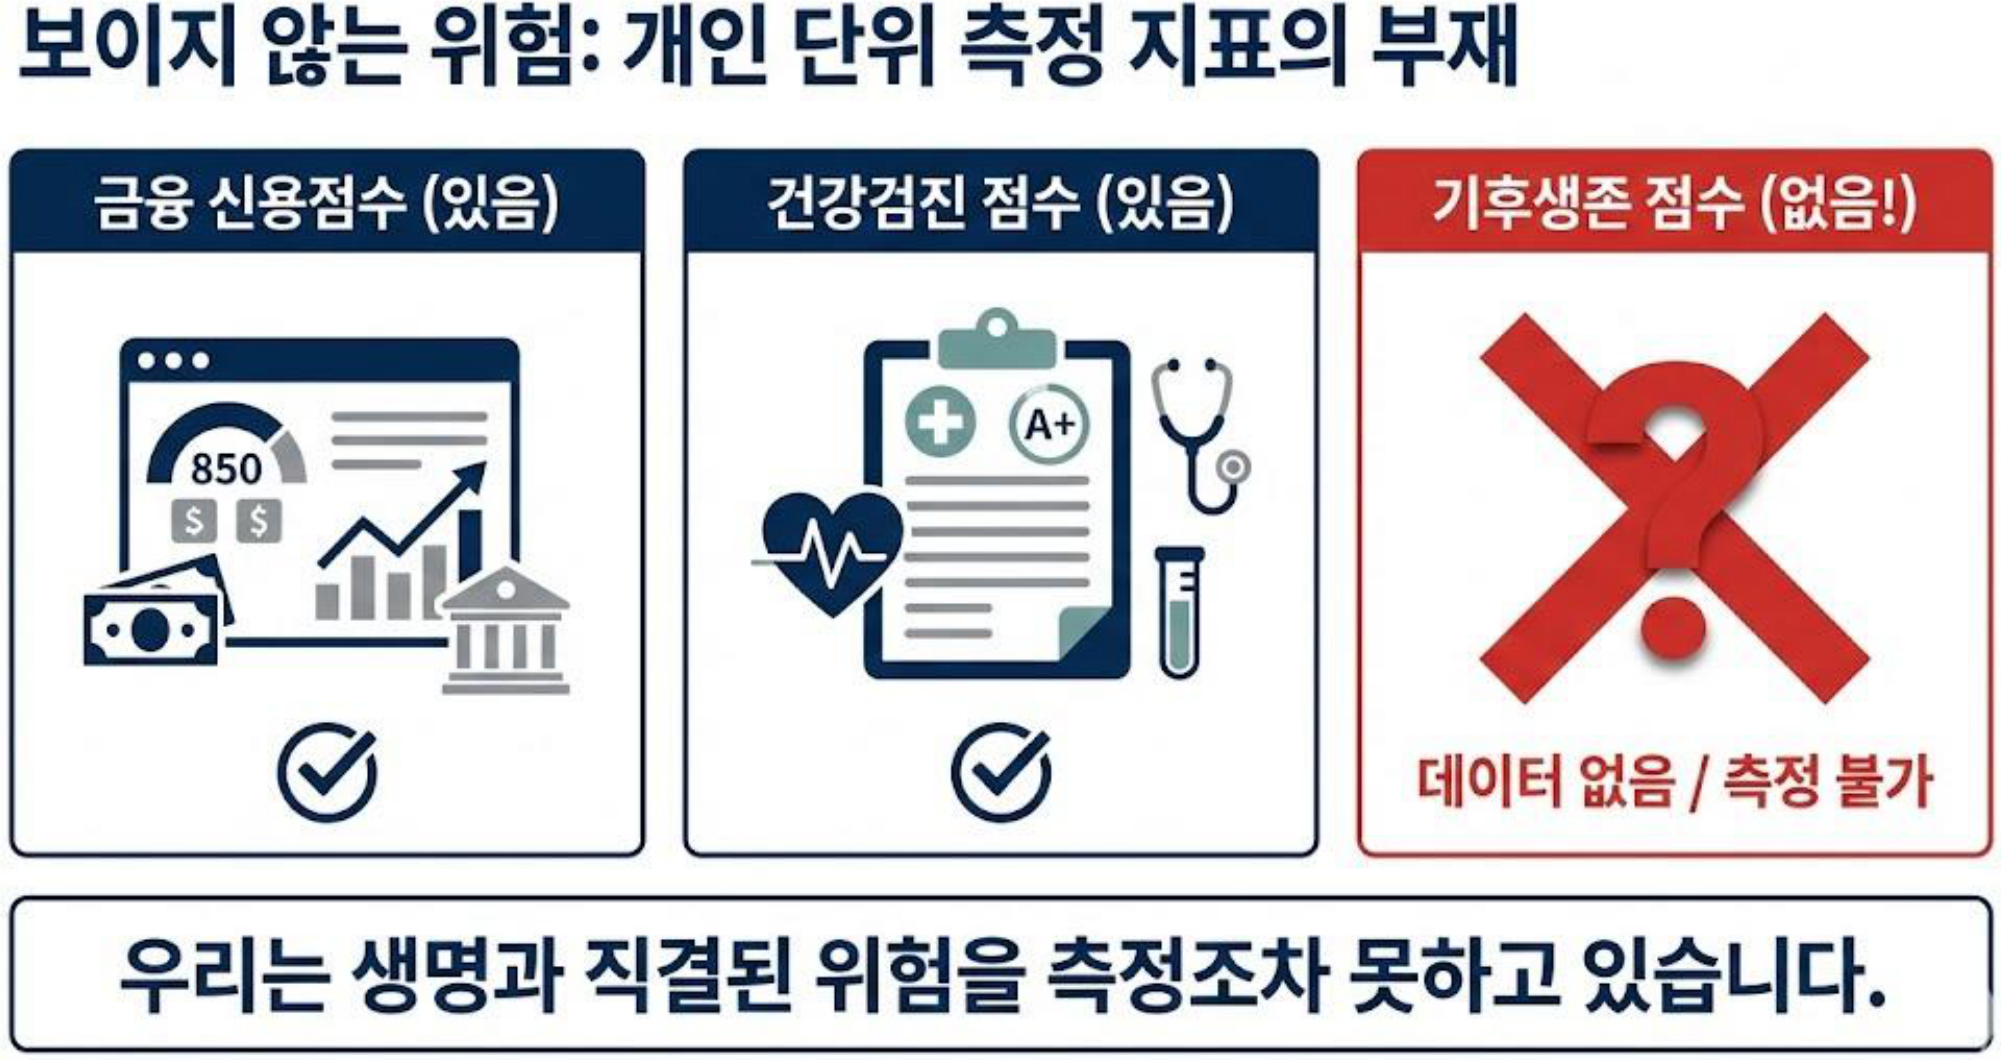 보이지 않는 위험: 개인 단위 측정 지표의 부재
금융 신용점수 (있음)
850
$ $
건강검진 점수 (있음)
A+
기후생존 점수 (없음!)
?
데이터 없음 / 측정 불가
우리는 생명과 직결된 위험을 측정조차 못하고 있습니다.